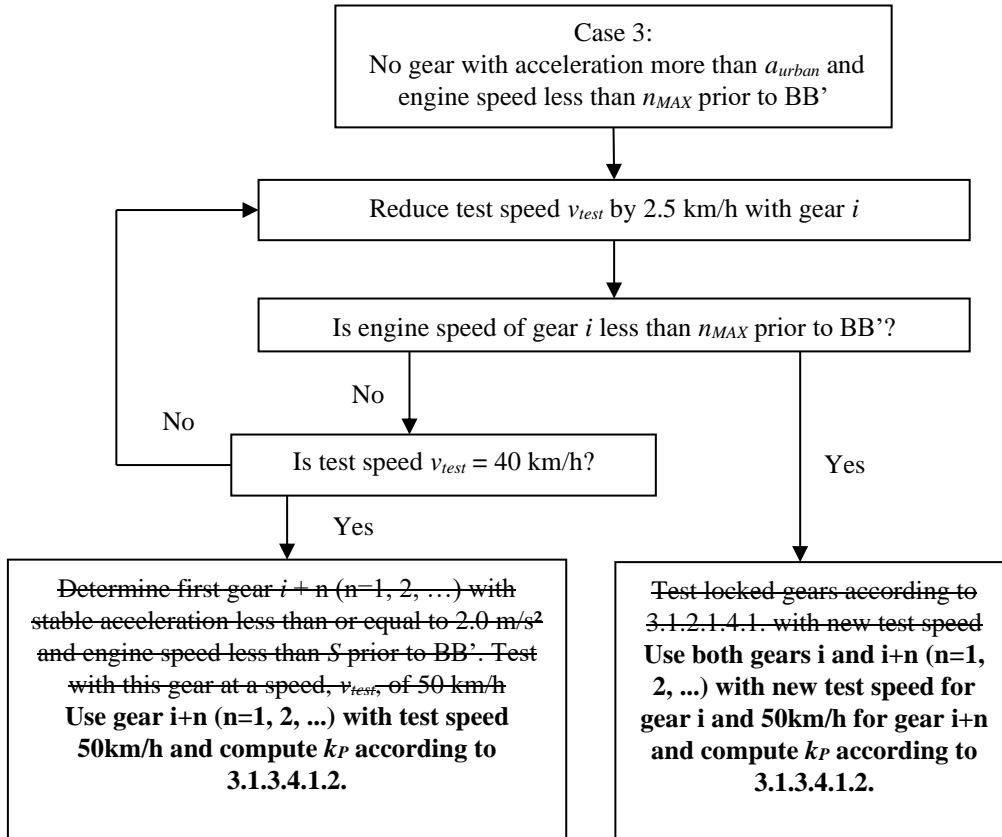 Case 3:
No gear with acceleration more than aurban and
engine speed less than nMAX prior to BB’
Reduce test speed vtest by 2.5 km/h with gear i
Is engine speed of gear i less than nMAX prior to BB’?
No
No
Is test speed vtest = 40 km/h?
Yes
Yes
Determine first gear i + n (n=1, 2, …) with
stable acceleration less than or equal to 2.0 m/s²
and engine speed less than S prior to BB’. Test
with this gear at a speed, vtest, of 50 km/h
Use gear i+n (n=1, 2, ...) with test speed
50km/h and compute kP according to
3.1.3.4.1.2.
Test locked gears according to
3.1.2.1.4.1. with new test speed
Use both gears i and i+n (n=1,
2, ...) with new test speed for
gear i and 50km/h for gear i+n
and compute kP according to
3.1.3.4.1.2.